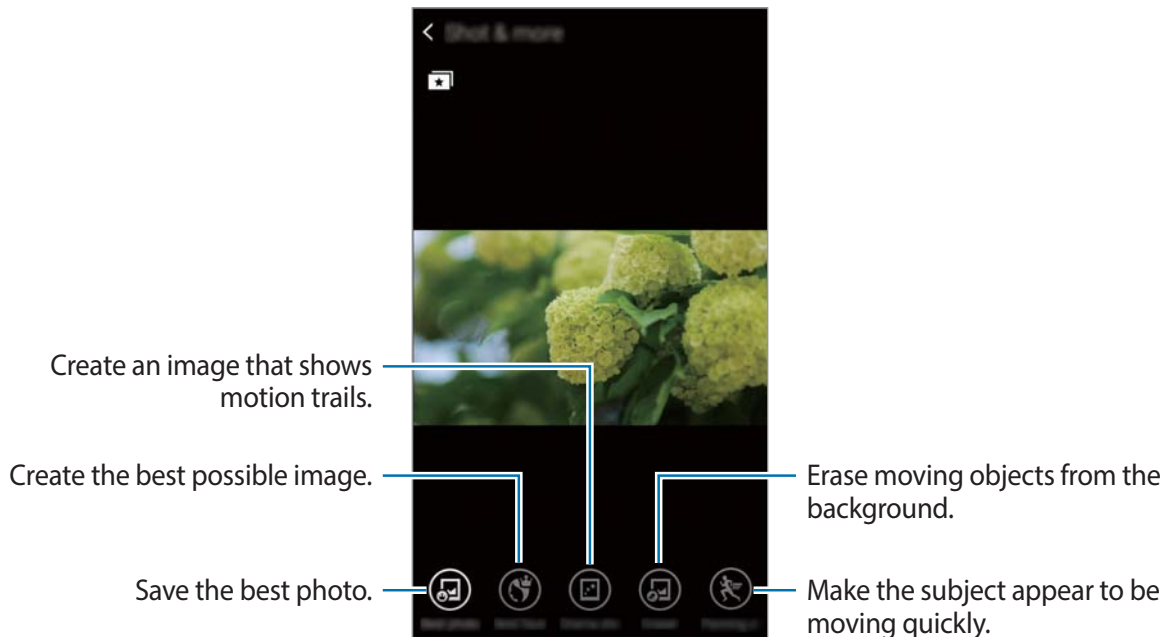 Shot & more
Create an image that shows
motion trails.
Create the best possible image.
Save the best photo.
Erase moving objects from the
background.
Make the subject appear to be
moving quickly.